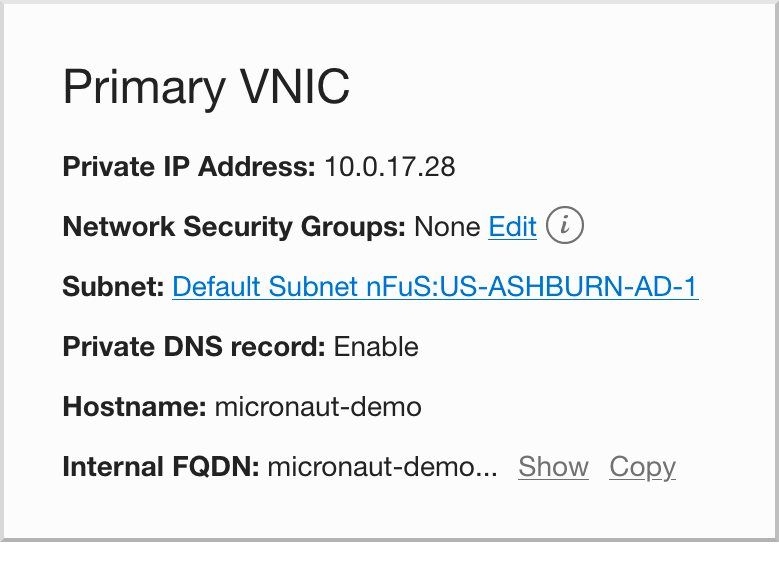 Primary VNIC
Private IP Address: 10.0.17.28
Network Security Groups: None Edit i
Subnet: Default Subnet nFuS:US-ASHBURN-AD-1
Private DNS record: Enable
Hostname: micronaut-demo
Internal FQDN: micronaut-demo... Show Copy